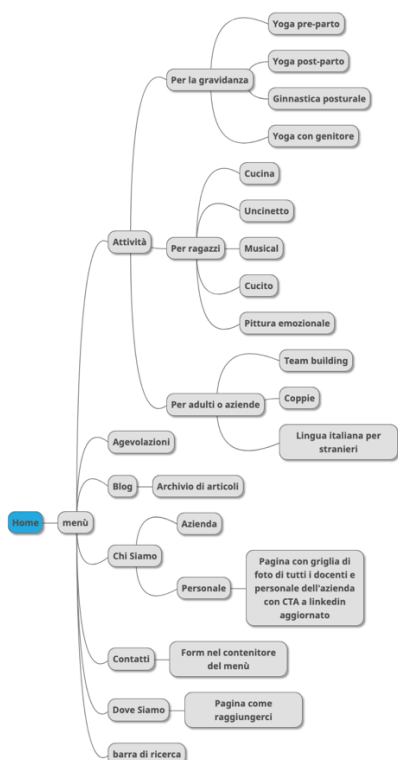 Home
menù
Attività
Per la gravidanza
Yoga pre-parto
Yoga post-parto
Ginnastica posturale
Yoga con genitore
Per ragazzi
Cucina
Uncinetto
Musical
Cucito
Pittura emozionale
Per adulti o aziende
Team building
Coppie
Lingua italiana per
stranieri
Agevolazioni
Blog
Archivio di articoli
Chi Siamo
Azienda
Personale
Pagina con griglia di
foto di tutti i docenti e
personale dell'azienda
con CTA a linkedin
aggiornato
Contatti
Form nel contenitore
del menù
Dove Siamo
Pagina come
raggiungerci
barra di ricerca